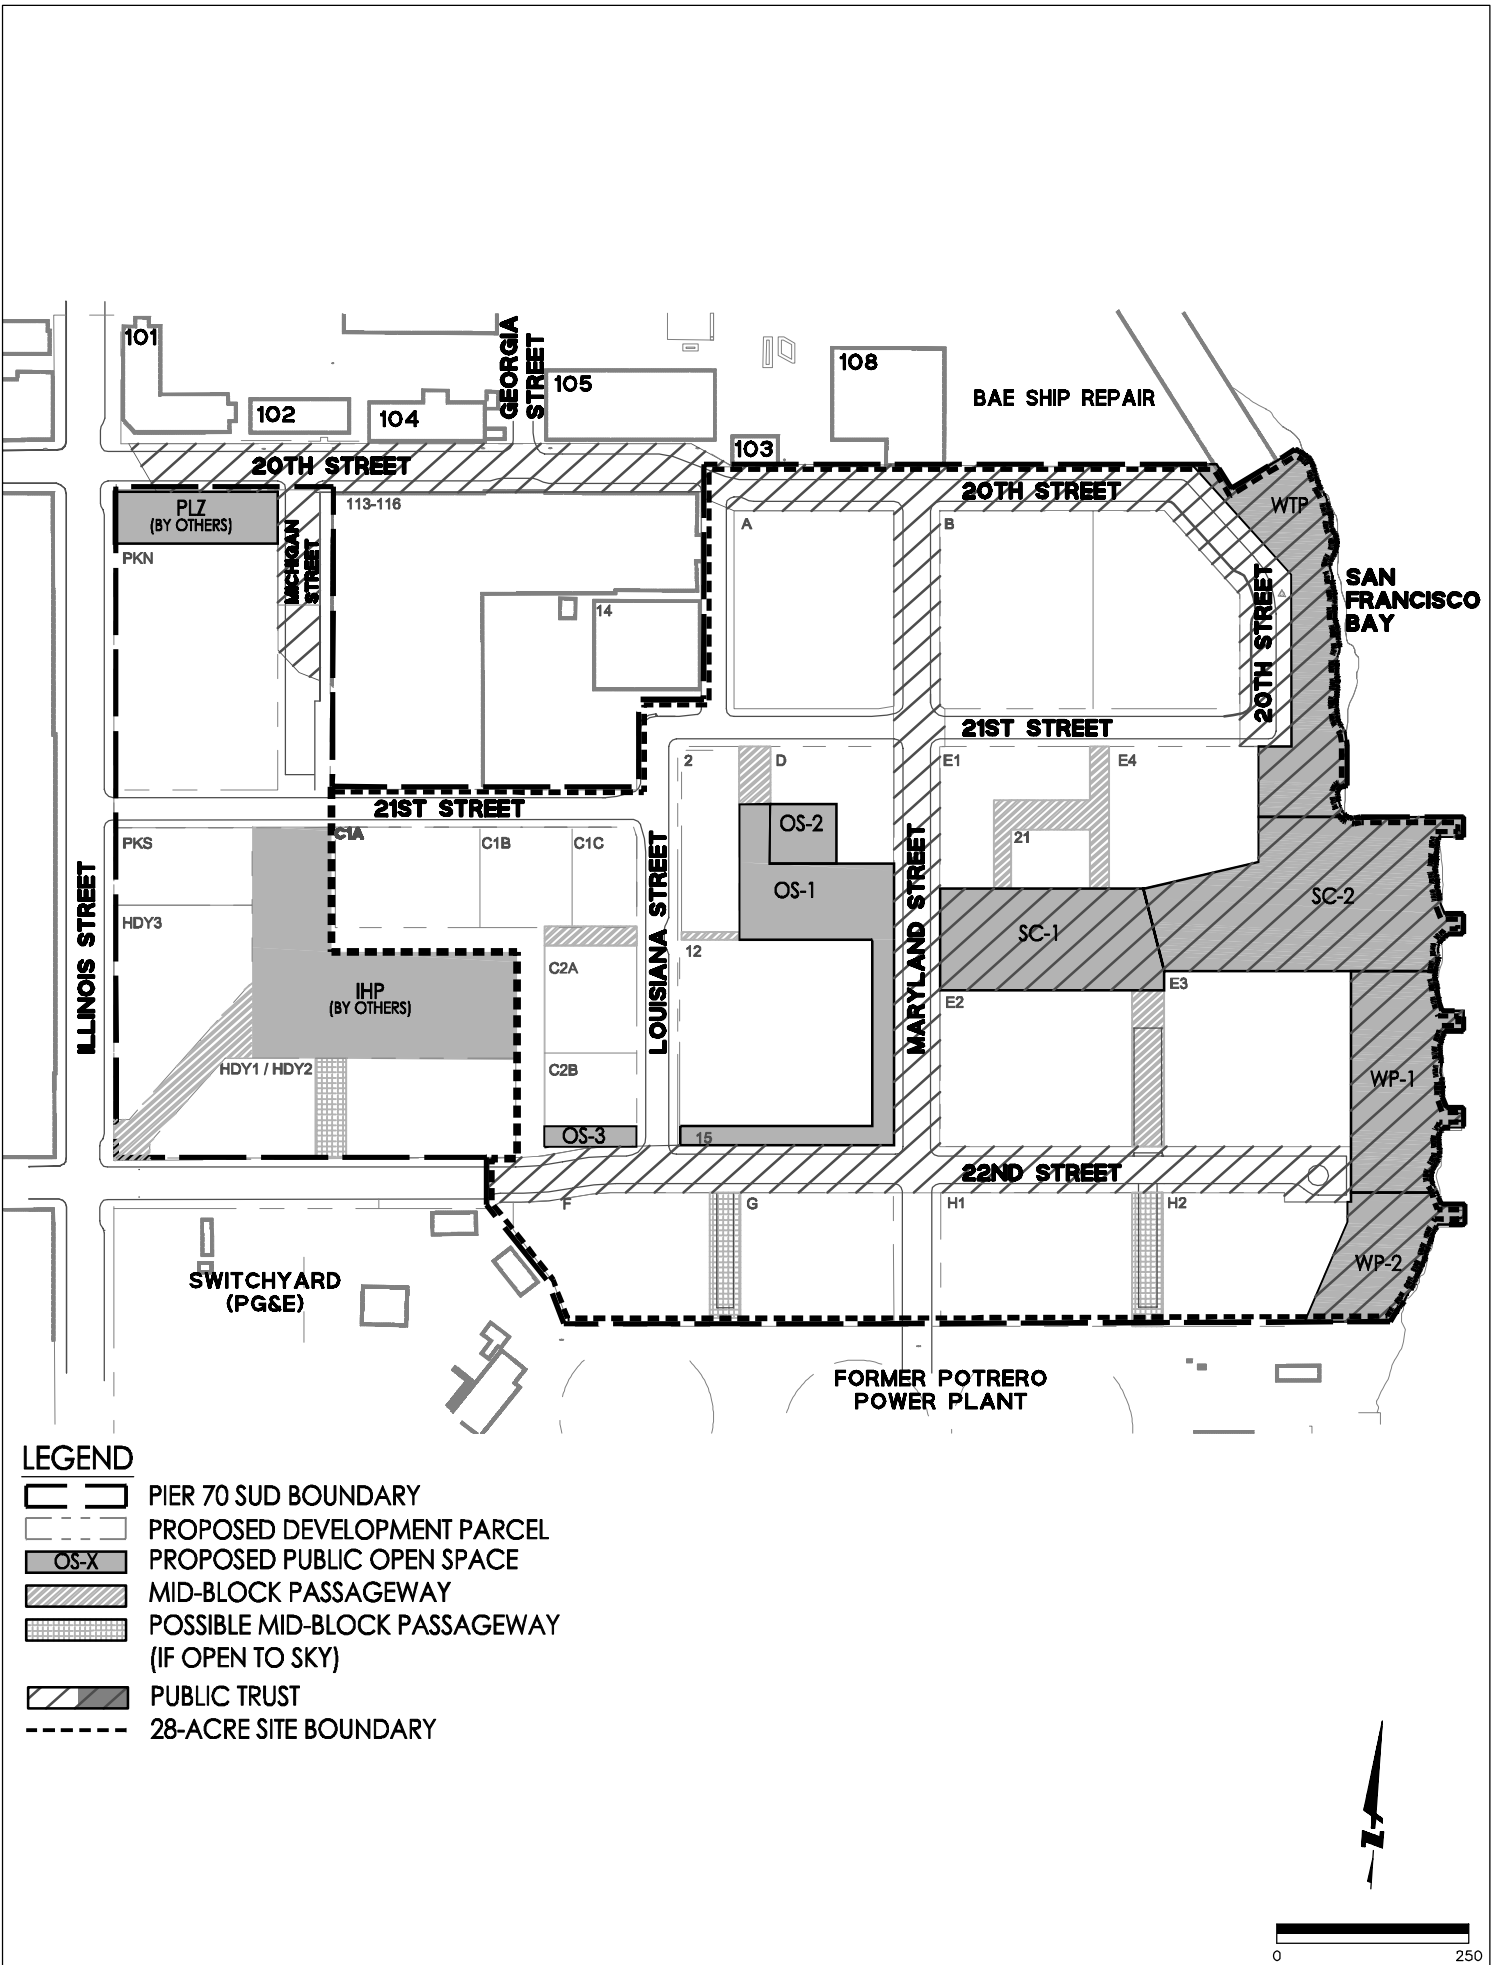 101
102
104
GEORGIA
STREET
105
103
108
BAE SHIP REPAIR
20TH STREET
20TH STREET
WTP
PLZ
(BY OTHERS)
PKN
MICHIGAN
STREET
113-116
14
A
B
20TH STREET
SAN
FRANCISCO
BAY
21ST STREET
21ST STREET
2
D
E1
E4
OS-2
21
PKS
C1A
C1B
C1C
OS-1
SC-2
SC-1
HDY3
ILLINOIS STREET
LOUISIANA STREET
MARYLAND STREET
12
C2A
E3
E2
IHP
(BY OTHERS)
HDY1 / HDY2
C2B
WP-1
OS-3
15
22ND STREET
F
G
H1
H2
WP-2
SWITCHYARD
(PG&E)
FORMER POTRERO
POWER PLANT
LEGEND
PIER 70 SUD BOUNDARY
PROPOSED DEVELOPMENT PARCEL
OS-X PROPOSED PUBLIC OPEN SPACE
MID-BLOCK PASSAGEWAY
POSSIBLE MID-BLOCK PASSAGEWAY
(IF OPEN TO SKY)
PUBLIC TRUST
28-ACRE SITE BOUNDARY
Z
0 250